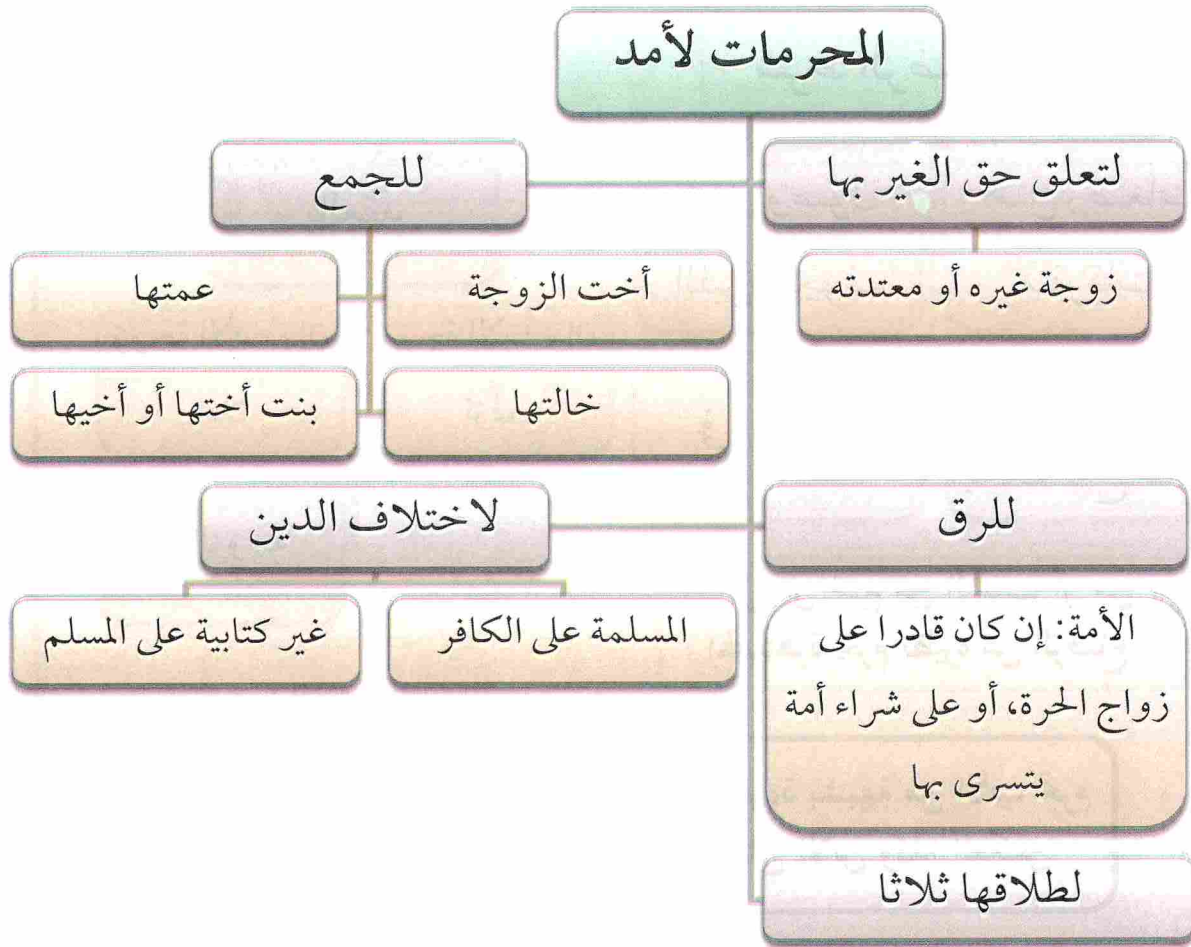 المحرمات لأمد
لتعلق حق الغير بها
زوجة غيره أو معتدته
للجمع
أخت الزوجة
عمتها
خالتها
بنت أختها أو أخيها
للرق
الأمة: إن كان قادرا على
زواج الحرة، أو على شراء أمة
يتسرى بها
لاختلاف الدين
المسلمة على الكافر
غير كتابية على المسلم
لطلاقها ثلاثا